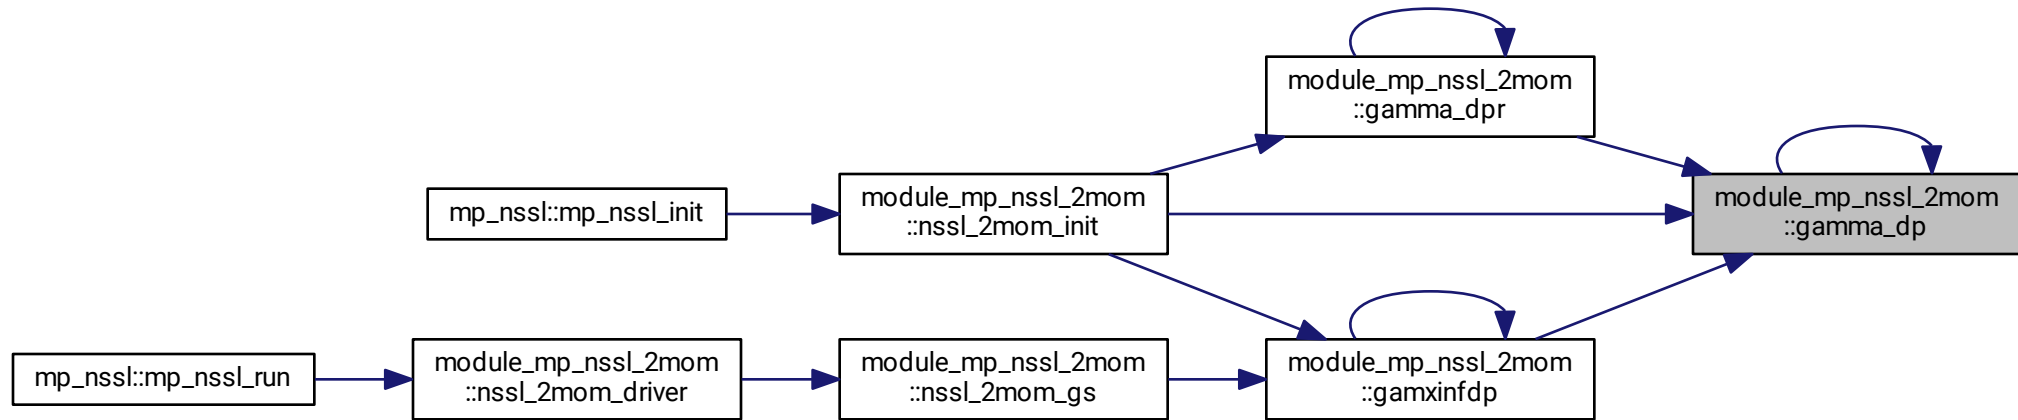 module_mp_nssl_2mom
::gamma_dpr
mp_nssl::mp_nssl_init
module_mp_nssl_2mom
::nssl_2mom_init
module_mp_nssl_2mom
::gamma_dp
mp_nssl::mp_nssl_run
module_mp_nssl_2mom
::nssl_2mom_driver
module_mp_nssl_2mom
::nssl_2mom_gs
module_mp_nssl_2mom
::gamxinfdp